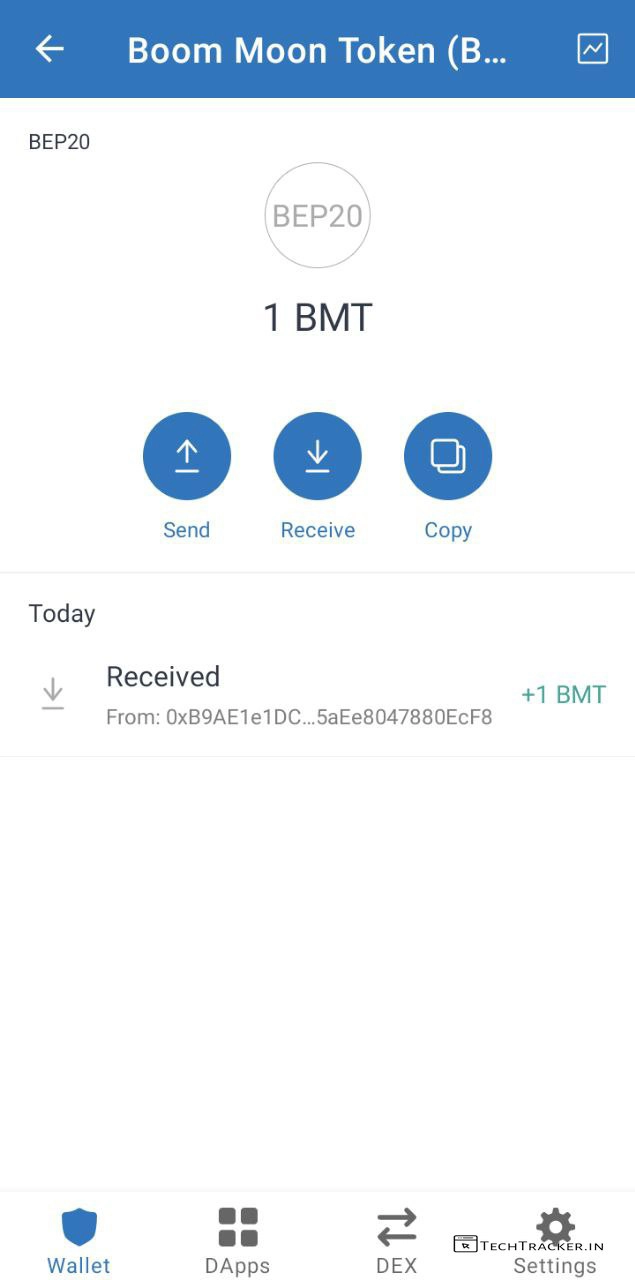 Boom Moon Token (B...
BEP20
BEP20
1 BMT
Send Receive Copy
Today
Received
+1 BMT
From: 0xB9AE1e1DC...5aEe8047880EcF8
TECHTRACKER.IN
Wallet DApps DEX Settings